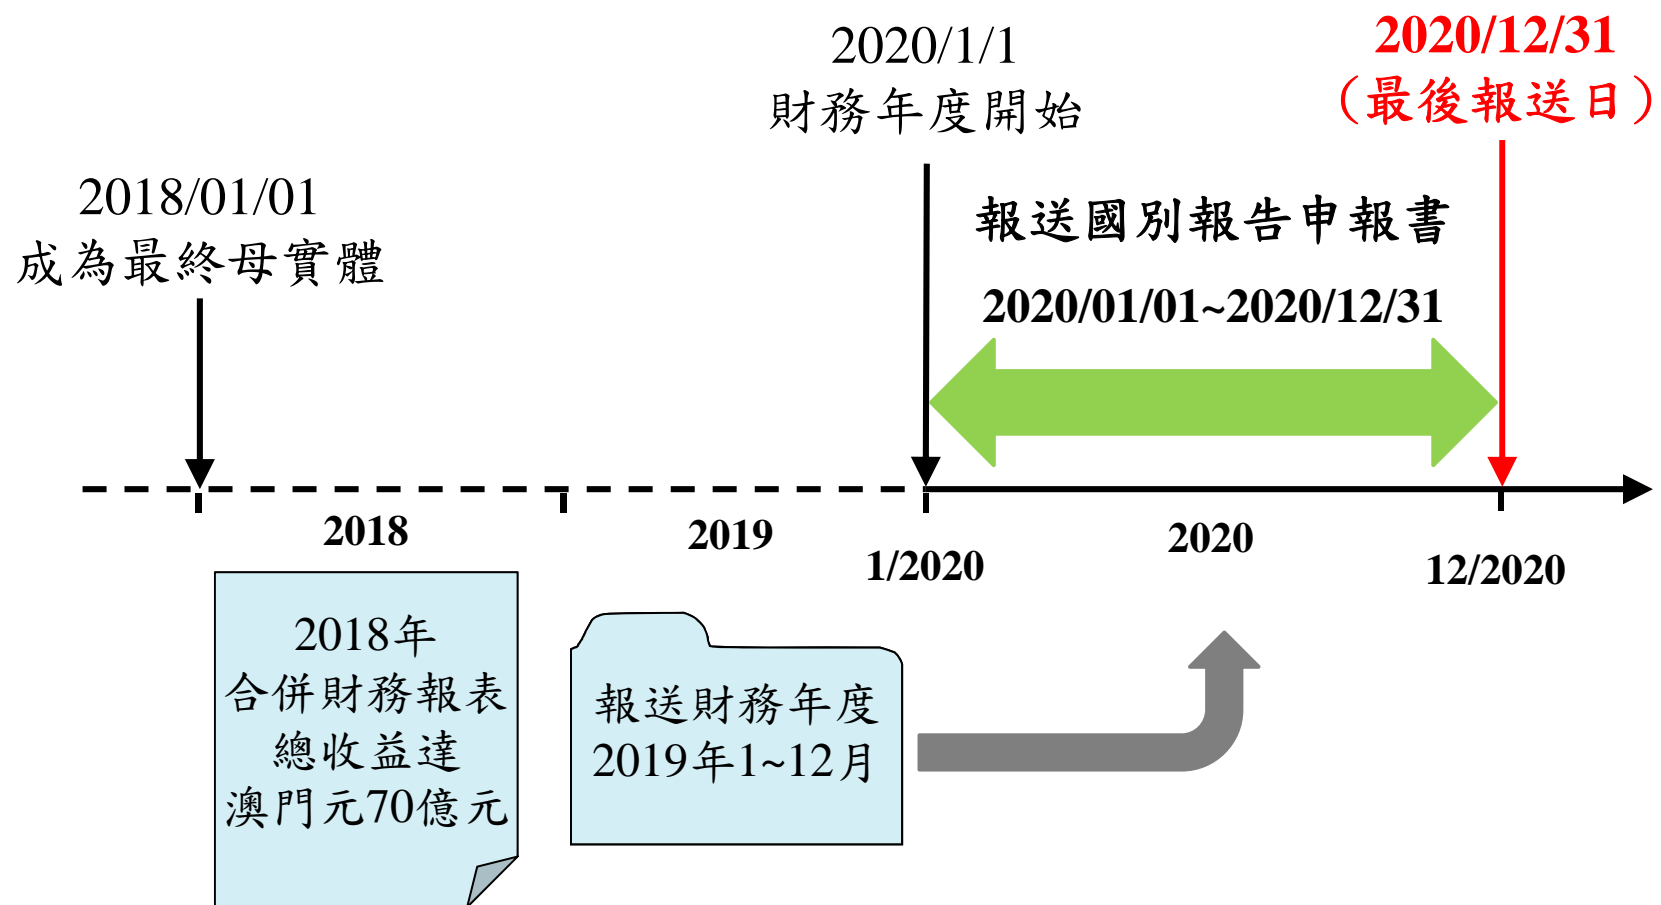 2020/1/1
財務年度開始
2020/12/31
（最後報送日）
2018/01/01
成為最終母實體
報送國別報告申報書
2020/01/01~2020/12/31
2018
2019
1/2020
2020
12/2020
2018年
合併財務報表
總收益達
澳門元70億元
報送財務年度
2019年1~12月